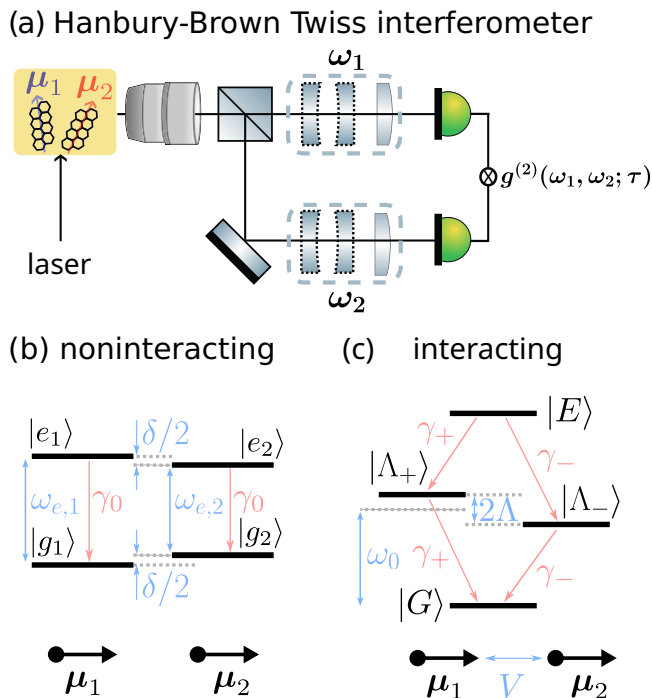 (a) Hanbury-Brown Twiss interferometer
μ₁ μ₂
ω₁
g⁽²⁾(ω₁, ω₂; τ)
laser
ω₂
(b) noninteracting
(c) interacting
|e₁⟩ δ/2 |e₂⟩
ωₑ,₁ γ₀ ωₑ,₂ γ₀
|g₁⟩ |g₂⟩
δ/2
μ₁ μ₂
|E⟩
γ₊ γ₋
|Λ₊⟩ 2Λ |Λ₋⟩
ω₀ γ₊ γ₋
|G⟩
μ₁ V μ₂